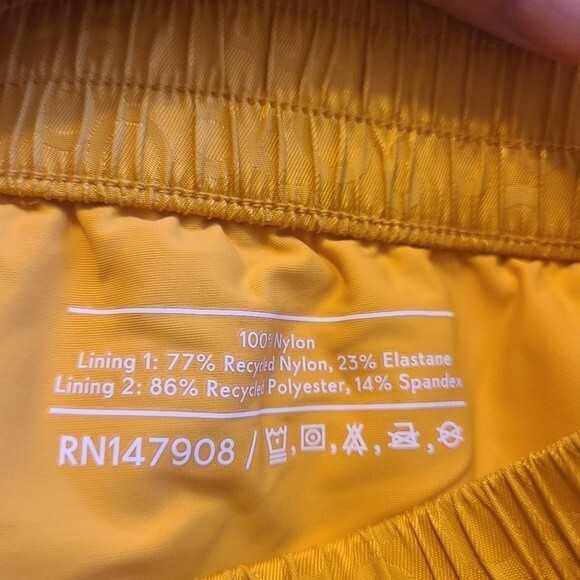 100% Nylon
Lining 1: 77% Recycled Nylon, 23% Elastane
Lining 2: 86% Recycled Polyester, 14% Spandex
RN147908 /